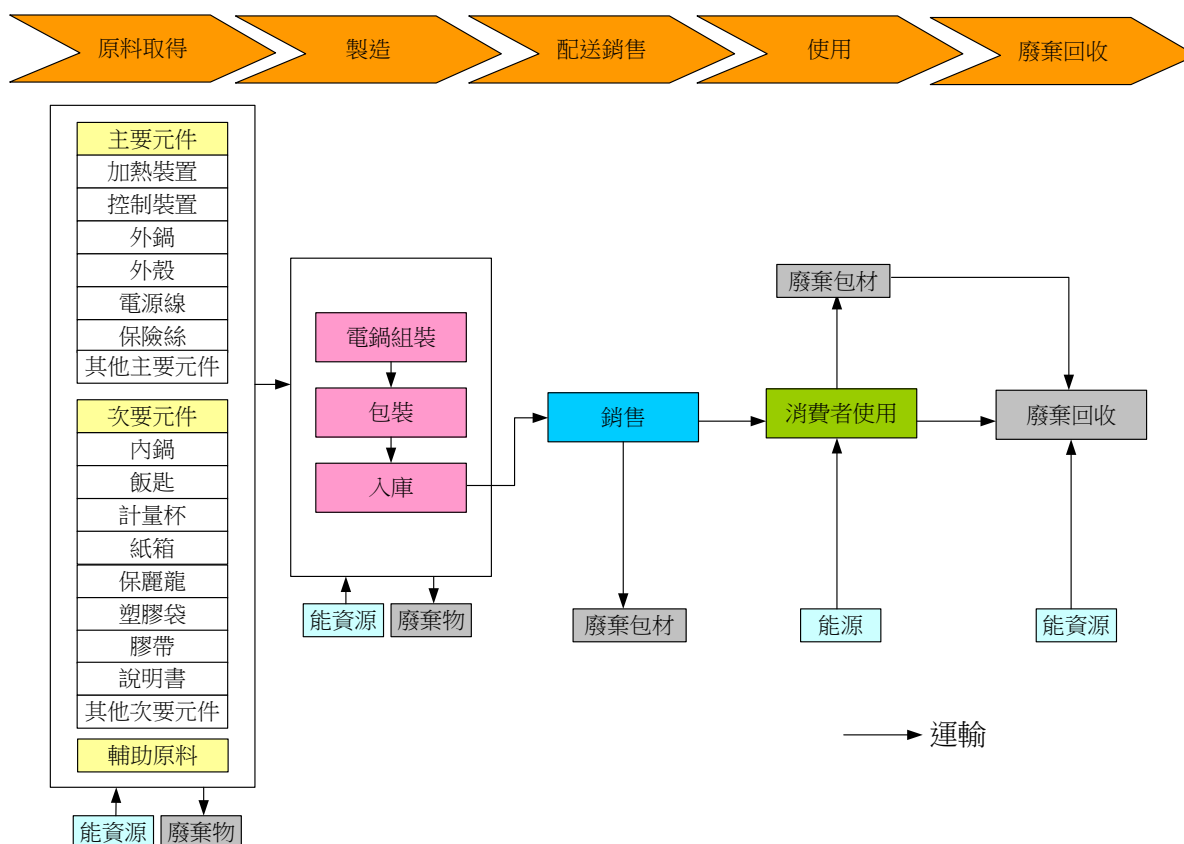 原料取得
製造
配送銷售
使用
廢棄回收
主要元件
加熱裝置
控制裝置
外鍋
外殼
電源線
保險絲
其他主要元件
次要元件
內鍋
飯匙
計量杯
紙箱
保麗龍
塑膠袋
膠帶
說明書
其他次要元件
輔助原料
能資源
廢棄物
電鍋組裝
包裝
入庫
能資源
廢棄物
銷售
廢棄包材
廢棄包材
消費者使用
能源
廢棄回收
能資源
運輸